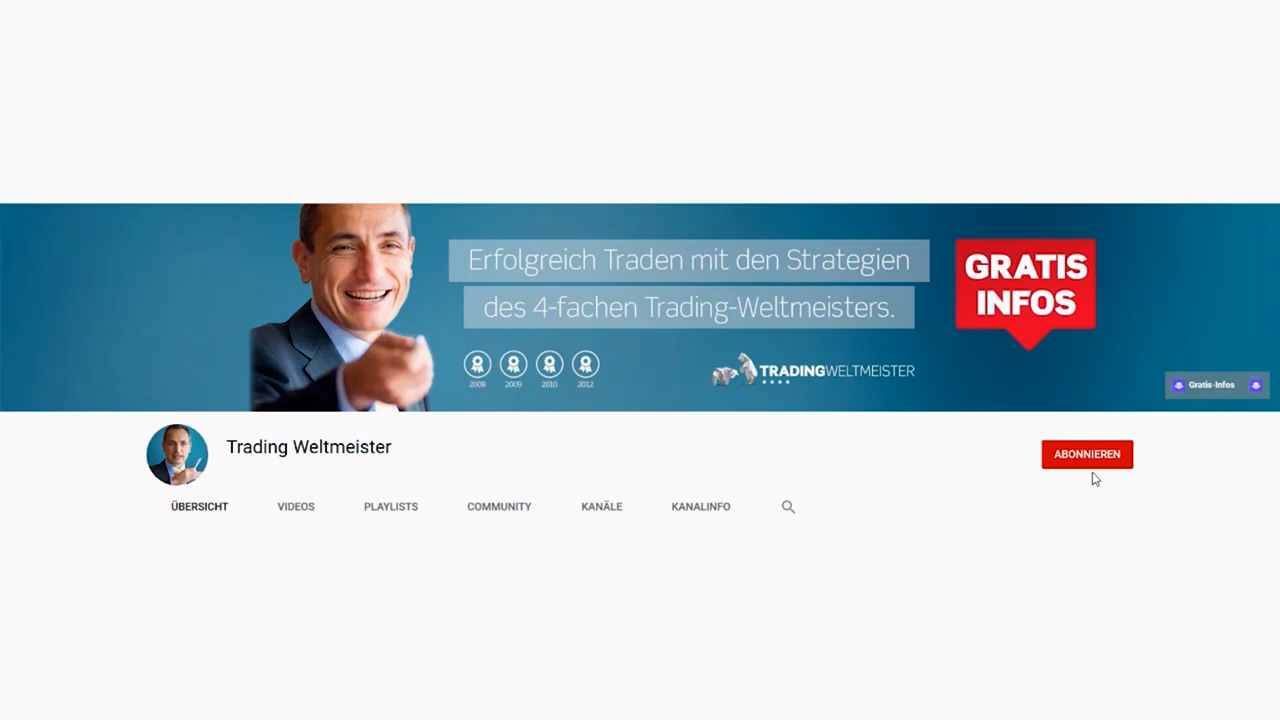 Erfolgreich Traden mit den Strategien
des 4-fachen Trading-Weltmeisters.
GRATIS
INFOS
2008 2009 2010 2012
TRADINGWELTMEISTER
Gratis-Infos
Trading Weltmeister
ABONNIEREN
ÜBERSICHT VIDEOS PLAYLISTS COMMUNITY KANÄLE KANALINFO